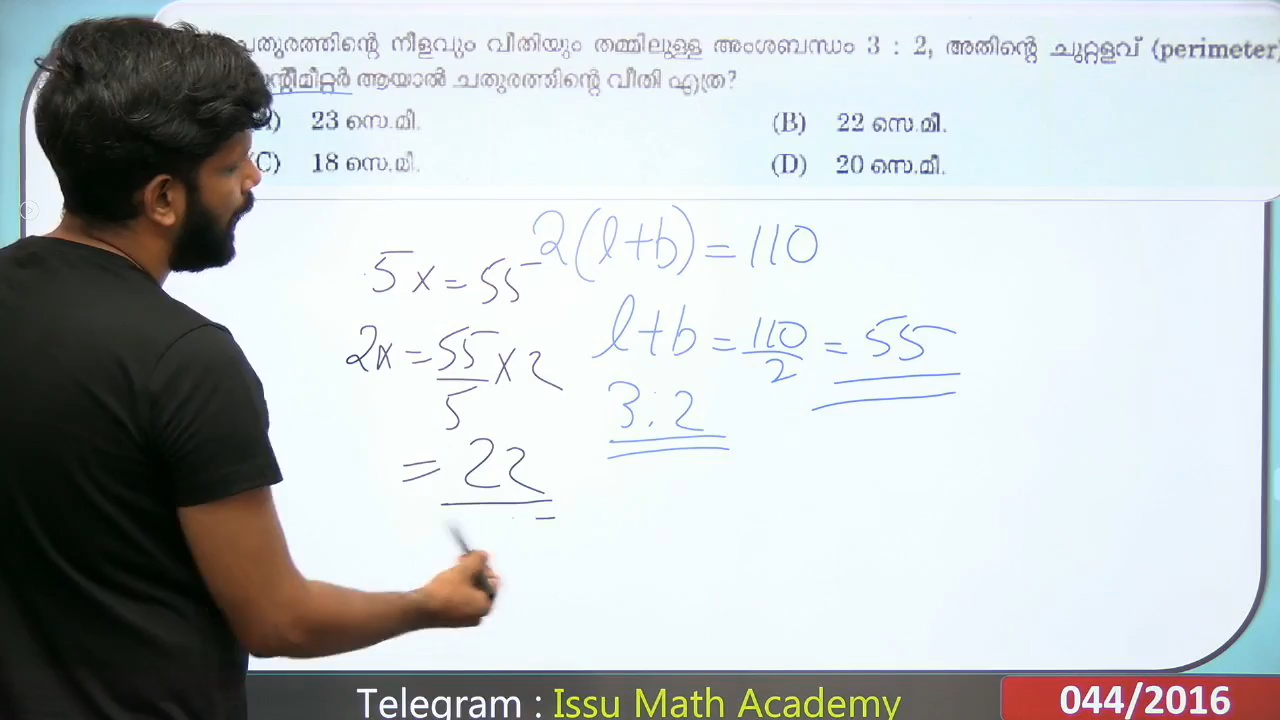 ചതുരത്തിന്റെ നീളവും വീതിയും തമ്മിലുള്ള അംശബന്ധം 3 : 2, അതിന്റെ ചുറ്റളവ് (perimeter)
ആയാൽ ചതുരത്തിന്റെ വീതി എത്ര?
23 സെ.മീ. (B) 22 സെ.മീ.
(C) 18 സെ.മീ. (D) 20 സെ.മീ.
2(l+b)=110
5x=55
l+b=110/2=55
2x=55/5×2
3:2
=22
Telegram : Issu Math Academy
044/2016